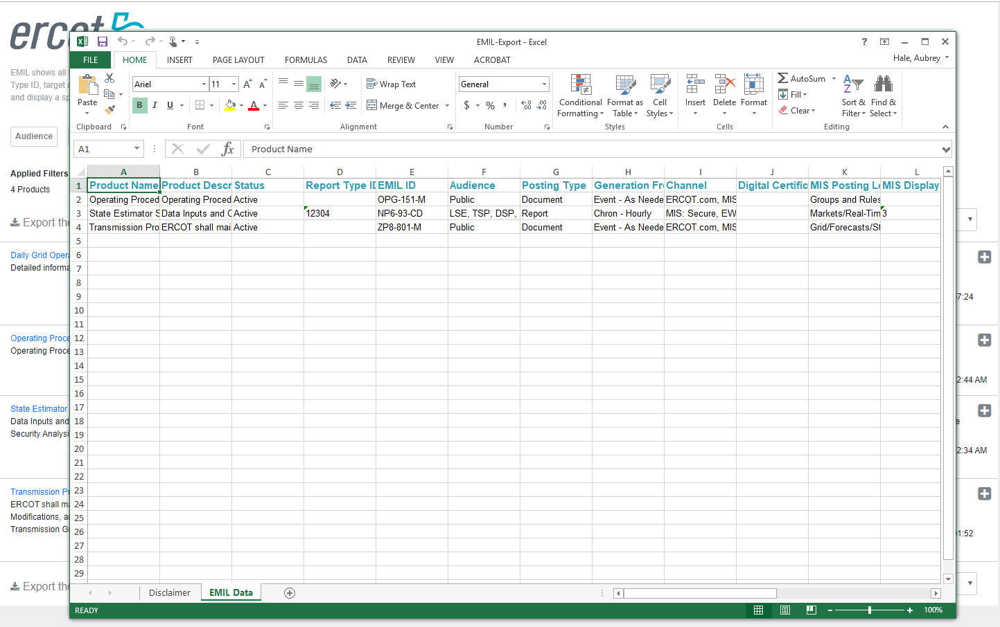 ercot
EMIL shows all
Type ID, target
and display a sp
Audience
Applied Filters
4 Products
Export the
Daily Grid Opera
Detailed informa
Operating Proce
Operating Proce
State Estimator
Data Inputs and
Security Analysi
Transmission Pr
ERCOT shall ma
Modifications, a
Transmission G
Export the
EMIL-Export - Excel
Hale, Aubrey
FILE HOME INSERT PAGE LAYOUT FORMULAS DATA REVIEW VIEW ACROBAT
Paste
Clipboard
Ariel 11
B I U
Font
Wrap Text
Merge & Center
Alignment
General
$ % ,
Number
Conditional Formatting
Format as Table
Cell Styles
Styles
Insert Delete Format
Cells
AutoSum
Fill
Clear
Sort & Filter
Find & Select
Editing
A1 fx Product Name
A B C D E F G H I J K L
1 Product Name Product Descr Status Report Type ID EMIL ID Audience Posting Type Generation Fr Channel Digital Certific MIS Posting Lo MIS Display
2 Operating Proced Operating Proced Active OPG-151-M Public Document Event - As Neede ERCOT.com, MIS Groups and Rules
3 State Estimator S Data Inputs and C Active 12304 NP6-93-CD LSE, TSP, DSP, Report Chron - Hourly MIS: Secure, EW Markets/Real-Tim 3
4 Transmission Pro ERCOT shall mai Active ZP8-801-M Public Document Event - As Neede ERCOT.com, MIS Grid/Forecasts/St
5
6
7
8
9
10
11
12
13
14
15
16
17
18
19
20
21
22
23
24
25
26
27
28
29
Disclaimer EMIL Data
READY 100%
7:24
2:44 AM
e
2:34 AM
1:52